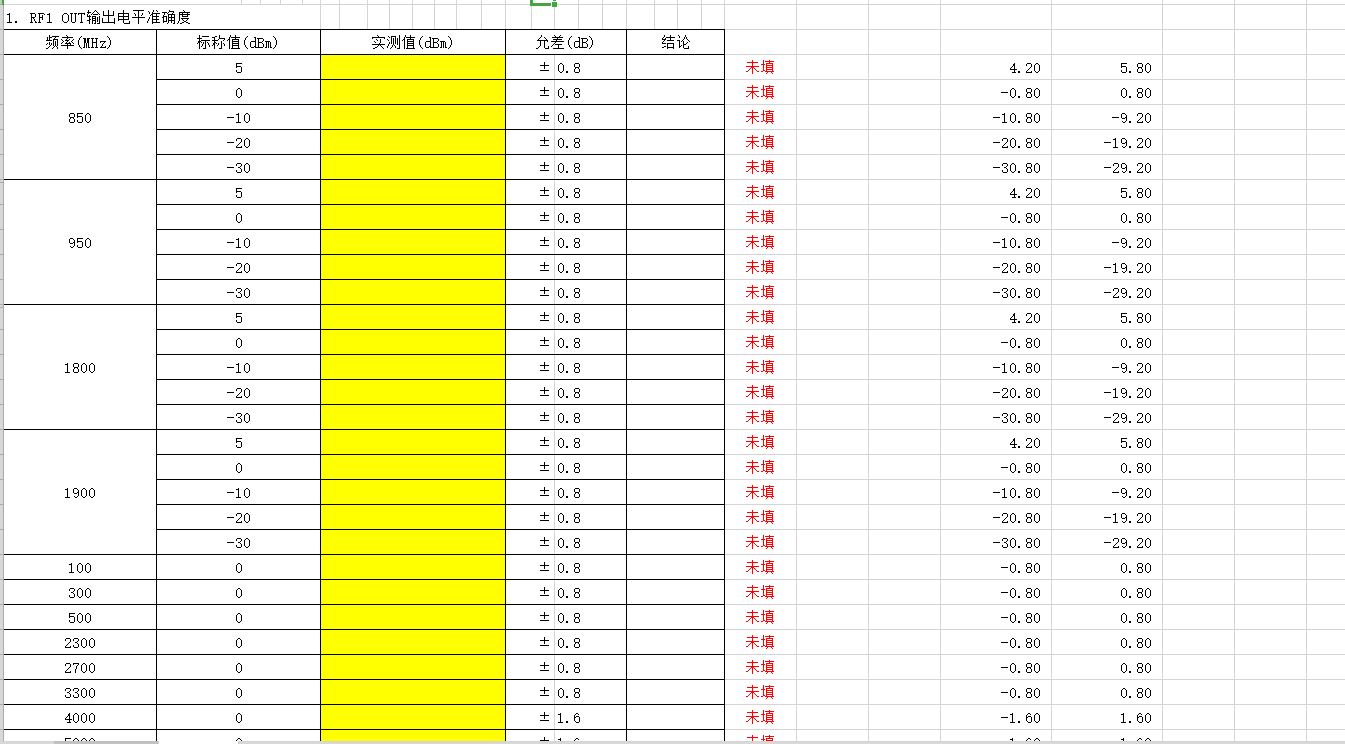 1. RF1 OUT输出电平准确度
频率(MHz) 标称值(dBm) 实测值(dBm) 允差(dB) 结论
5 ± 0.8 未填 4.20 5.80
0 ± 0.8 未填 -0.80 0.80
850 -10 ± 0.8 未填 -10.80 -9.20
-20 ± 0.8 未填 -20.80 -19.20
-30 ± 0.8 未填 -30.80 -29.20
5 ± 0.8 未填 4.20 5.80
0 ± 0.8 未填 -0.80 0.80
950 -10 ± 0.8 未填 -10.80 -9.20
-20 ± 0.8 未填 -20.80 -19.20
-30 ± 0.8 未填 -30.80 -29.20
5 ± 0.8 未填 4.20 5.80
0 ± 0.8 未填 -0.80 0.80
1800 -10 ± 0.8 未填 -10.80 -9.20
-20 ± 0.8 未填 -20.80 -19.20
-30 ± 0.8 未填 -30.80 -29.20
5 ± 0.8 未填 4.20 5.80
0 ± 0.8 未填 -0.80 0.80
1900 -10 ± 0.8 未填 -10.80 -9.20
-20 ± 0.8 未填 -20.80 -19.20
-30 ± 0.8 未填 -30.80 -29.20
100 0 ± 0.8 未填 -0.80 0.80
300 0 ± 0.8 未填 -0.80 0.80
500 0 ± 0.8 未填 -0.80 0.80
2300 0 ± 0.8 未填 -0.80 0.80
2700 0 ± 0.8 未填 -0.80 0.80
3300 0 ± 0.8 未填 -0.80 0.80
4000 0 ± 1.6 未填 -1.60 1.60